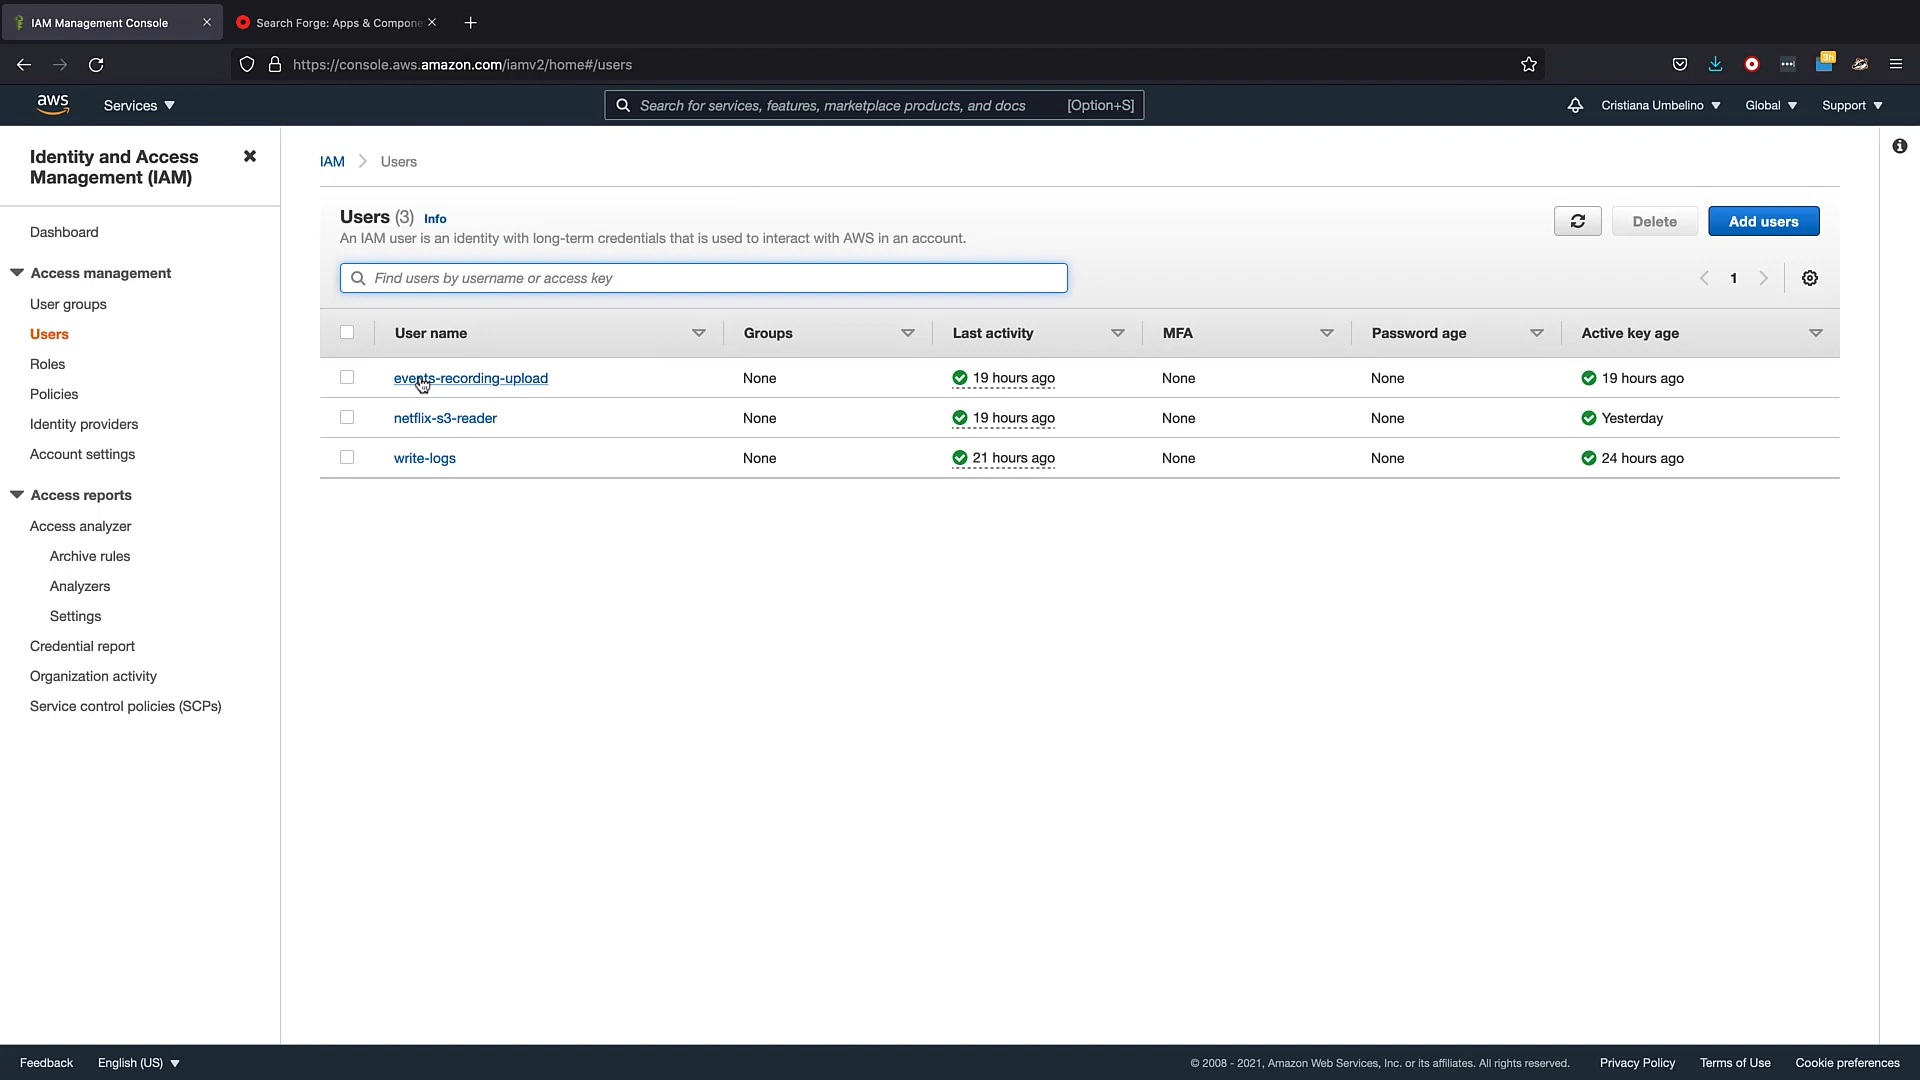 IAM Management Console
Search Forge: Apps & Compone
https://console.aws.amazon.com/iamv2/home#/users
3h
aws
Services
Search for services, features, marketplace products, and docs
[Option+S]
Cristiana Umbelino
Global
Support
Identity and Access
Management (IAM)
Dashboard
Access management
User groups
Users
Roles
Policies
Identity providers
Account settings
Access reports
Access analyzer
Archive rules
Analyzers
Settings
Credential report
Organization activity
Service control policies (SCPs)
IAM
Users
Users (3) Info
An IAM user is an identity with long-term credentials that is used to interact with AWS in an account.
Delete
Add users
Find users by username or access key
1
User name Groups Last activity MFA Password age Active key age
events-recording-upload None 19 hours ago None None 19 hours ago
netflix-s3-reader None 19 hours ago None None Yesterday
write-logs None 21 hours ago None None 24 hours ago
Feedback
English (US)
© 2008 - 2021, Amazon Web Services, Inc. or its affiliates. All rights reserved.
Privacy Policy
Terms of Use
Cookie preferences